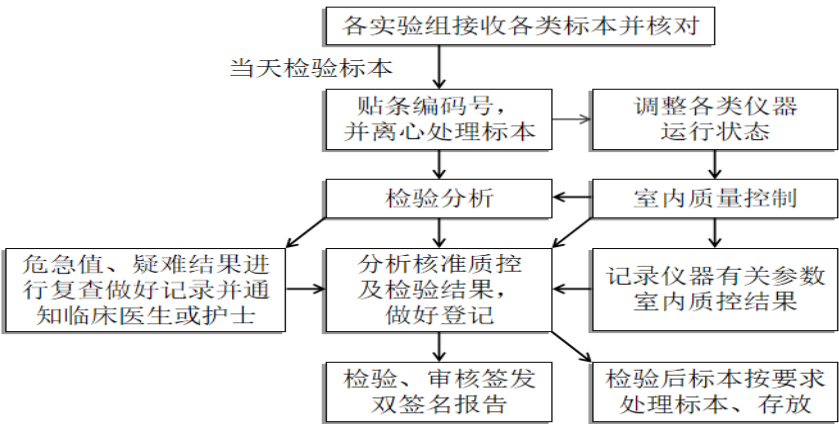 各实验组接收各类标本并核对
当天检验标本
贴条编码号，
并离心处理标本
调整各类仪器
运行状态
检验分析
室内质量控制
危急值、疑难结果进
行复查做好记录并通
知临床医生或护士
分析核准质控
及检验结果，
做好登记
记录仪器有关参数
室内质控结果
检验、审核签发
双签名报告
检验后标本按要求
处理标本、存放